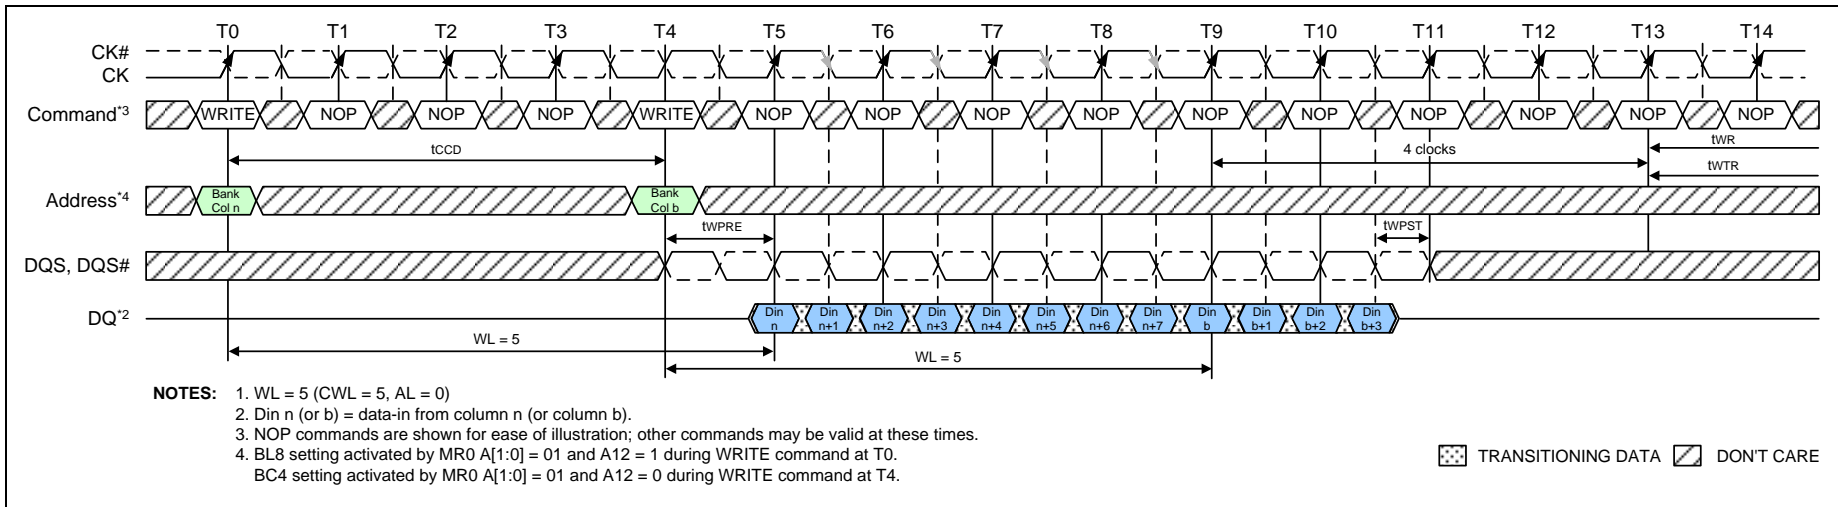 T0 T1 T2 T3 T4 T5 T6 T7 T8 T9 T10 T11 T12 T13 T14
CK#
CK
Command*3 WRITE NOP NOP NOP WRITE NOP NOP NOP NOP NOP NOP NOP NOP NOP NOP
tCCD 4 clocks tWR
tWTR
Address*4 Bank Col n Bank Col b
tWPRE tWPST
DQS, DQS#
DQ*2 Din n Din n+1 Din n+2 Din n+3 Din n+4 Din n+5 Din n+6 Din n+7 Din b Din b+1 Din b+2 Din b+3
WL = 5
WL = 5
NOTES: 1. WL = 5 (CWL = 5, AL = 0)
2. Din n (or b) = data-in from column n (or column b).
3. NOP commands are shown for ease of illustration; other commands may be valid at these times.
4. BL8 setting activated by MR0 A[1:0] = 01 and A12 = 1 during WRITE command at T0.
BC4 setting activated by MR0 A[1:0] = 01 and A12 = 0 during WRITE command at T4.
TRANSITIONING DATA DON'T CARE